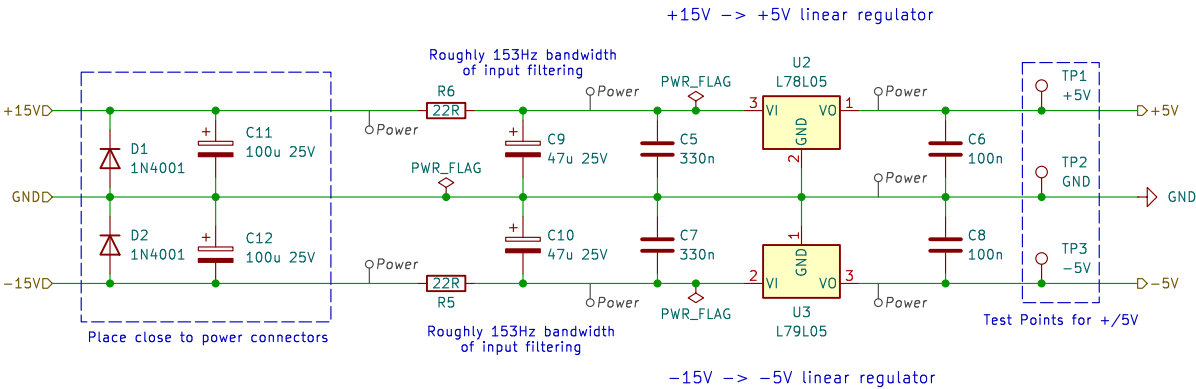 +15V -> +5V linear regulator
Roughly 153Hz bandwidth
of input filtering
U2
L78L05
PWR_FLAG
TP1
+5V
R6
22R
Power
Power
+15V
3
VI
VO
1
+5V
GND
2
Power
+
C11
100u 25V
D1
1N4001
+
C9
47u 25V
C5
330n
C6
100n
PWR_FLAG
Power
TP2
GND
GND
GND
D2
1N4001
+
C12
100u 25V
+
C10
47u 25V
C7
330n
1
GND
C8
100n
TP3
-5V
Power
-15V
22R
R5
2
VI
VO
3
-5V
Power
Power
PWR_FLAG
U3
L79L05
Place close to power connectors
Roughly 153Hz bandwidth
of input filtering
Test Points for +/5V
-15V -> -5V linear regulator